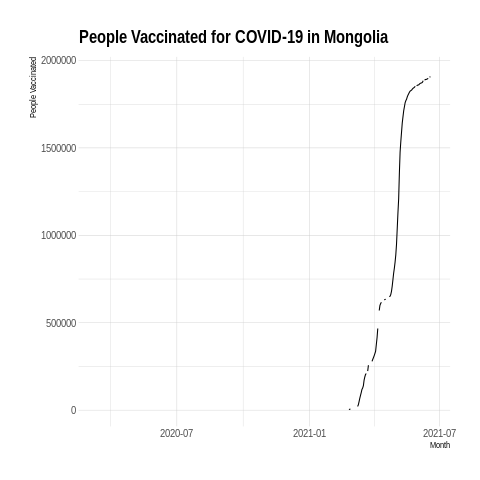 People Vaccinated for COVID-19 in Mongolia
People Vaccinated
2000000
1500000
1000000
500000
0
2020-07
2021-01
2021-07
Month